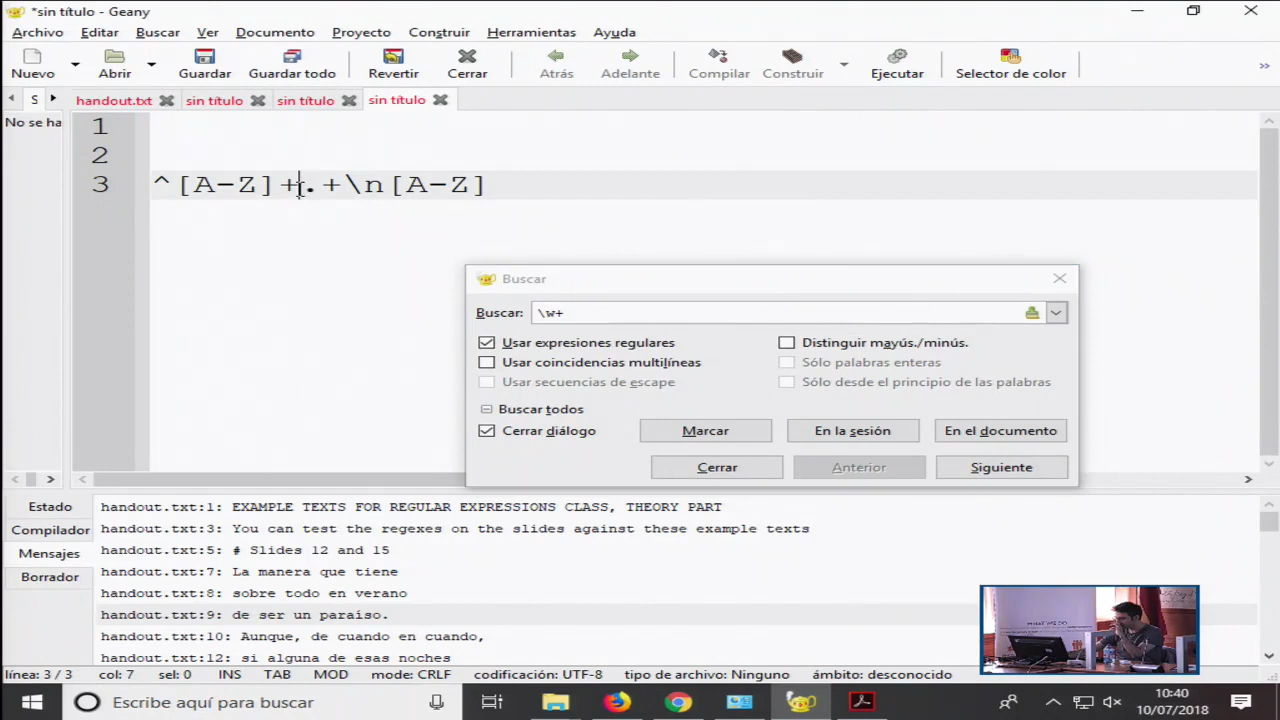 *sin título - Geany
Archivo Editar Buscar Ver Documento Proyecto Construir Herramientas Ayuda
Nuevo Abrir Guardar Guardar todo Revertir Cerrar Atrás Adelante Compilar Construir Ejecutar Selector de color
S handout.txt sin título sin título sin título
No se ha
1
2
3 ^[A-Z]+.+\n[A-Z]
Buscar
Buscar: \w+
Usar expresiones regulares Distinguir mayús./minús.
Usar coincidencias multilíneas Sólo palabras enteras
Usar secuencias de escape Sólo desde el principio de las palabras
Buscar todos
Cerrar diálogo Marcar En la sesión En el documento
Cerrar Anterior Siguiente
Estado
Compilador
Mensajes
Borrador
handout.txt:1: EXAMPLE TEXTS FOR REGULAR EXPRESSIONS CLASS, THEORY PART
handout.txt:3: You can test the regexes on the slides against these example texts
handout.txt:5: # Slides 12 and 15
handout.txt:7: La manera que tiene
handout.txt:8: sobre todo en verano
handout.txt:9: de ser un paraíso.
handout.txt:10: Aunque, de cuando en cuando,
handout.txt:12: si alguna de esas noches
línea: 3 / 3 col: 7 sel: 0 INS TAB MOD mode: CRLF codificación: UTF-8 tipo de archivo: Ninguno ámbito: desconocido
Escribe aquí para buscar
10:40
10/07/2018